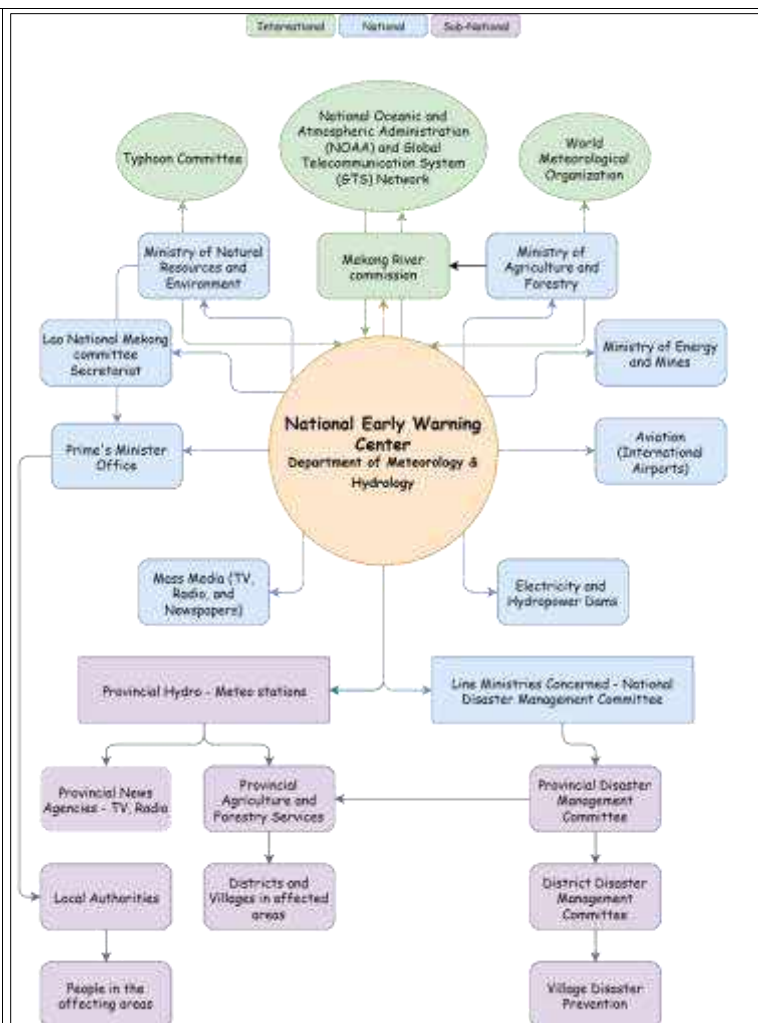 International National Sub-National
National Oceanic and
Atmospheric Administration
(NOAA) and Global
Telecommunication System
(GTS) Network
Typhoon Committee
World
Meteorological
Organization
Ministry of Natural
Resources and
Environment
Mekong River
commission
Ministry of
Agriculture and
Forestry
Lao National Mekong
committee
Secretariat
Ministry of Energy
and Mines
National Early Warning
Center
Department of Meteorology &
Hydrology
Prime's Minister
Office
Aviation
(International
Airports)
Mass Media (TV,
Radio, and
Newspapers)
Electricity and
Hydropower Dams
Provincial Hydro - Meteo stations
Line Ministries Concerned - National
Disaster Management Committee
Provincial News
Agencies - TV, Radio
Provincial
Agriculture and
Forestry Services
Provincial Disaster
Management
Committee
Local Authorities
Districts and
Villages in affected
areas
District Disaster
Management
Committee
People in the
affecting areas
Village Disaster
Prevention